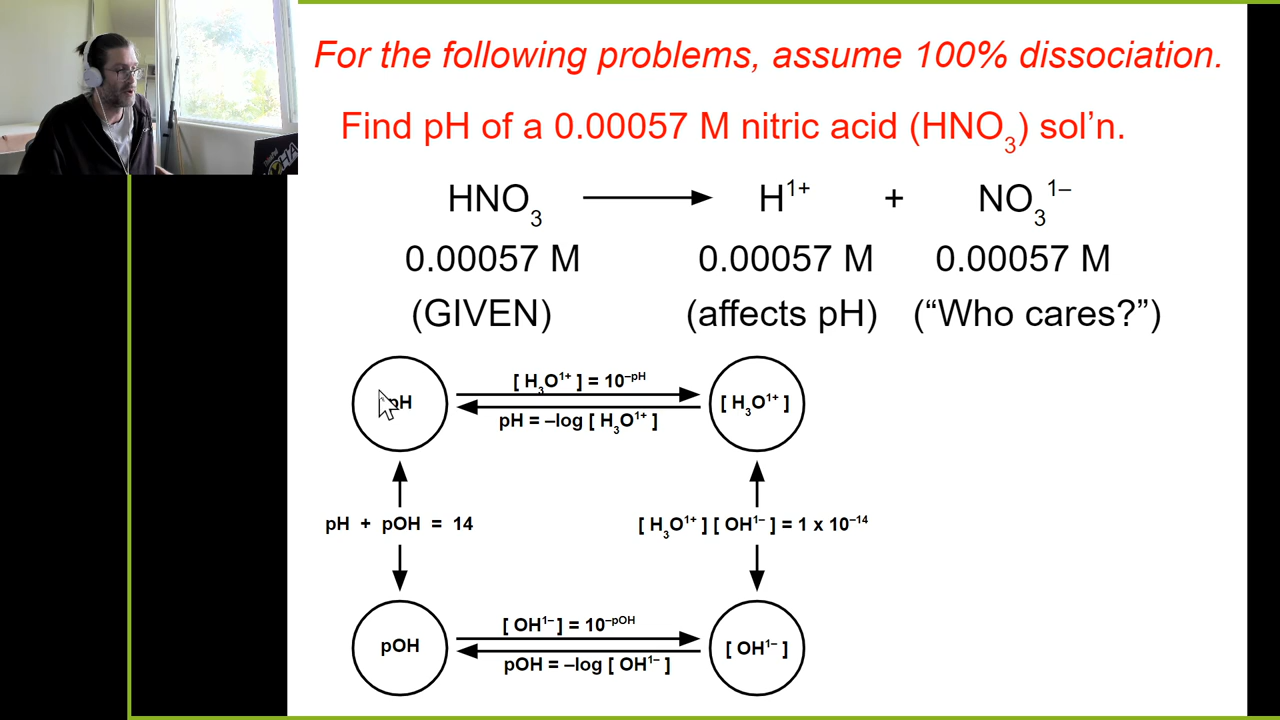 For the following problems, assume 100% dissociation.
Find pH of a 0.00057 M nitric acid (HNO₃) sol’n.
HNO₃ ⟶ H¹⁺ + NO₃¹⁻
0.00057 M 0.00057 M 0.00057 M
(GIVEN) (affects pH) (“Who cares?”)
[ H₃O¹⁺ ] = 10⁻ᵖᴴ
pH [ H₃O¹⁺ ]
pH = –log [ H₃O¹⁺ ]
pH + pOH = 14 [ H₃O¹⁺ ] [ OH¹⁻ ] = 1 x 10⁻¹⁴
[ OH¹⁻ ] = 10⁻ᵖᴼᴴ
pOH [ OH¹⁻ ]
pOH = –log [ OH¹⁻ ]